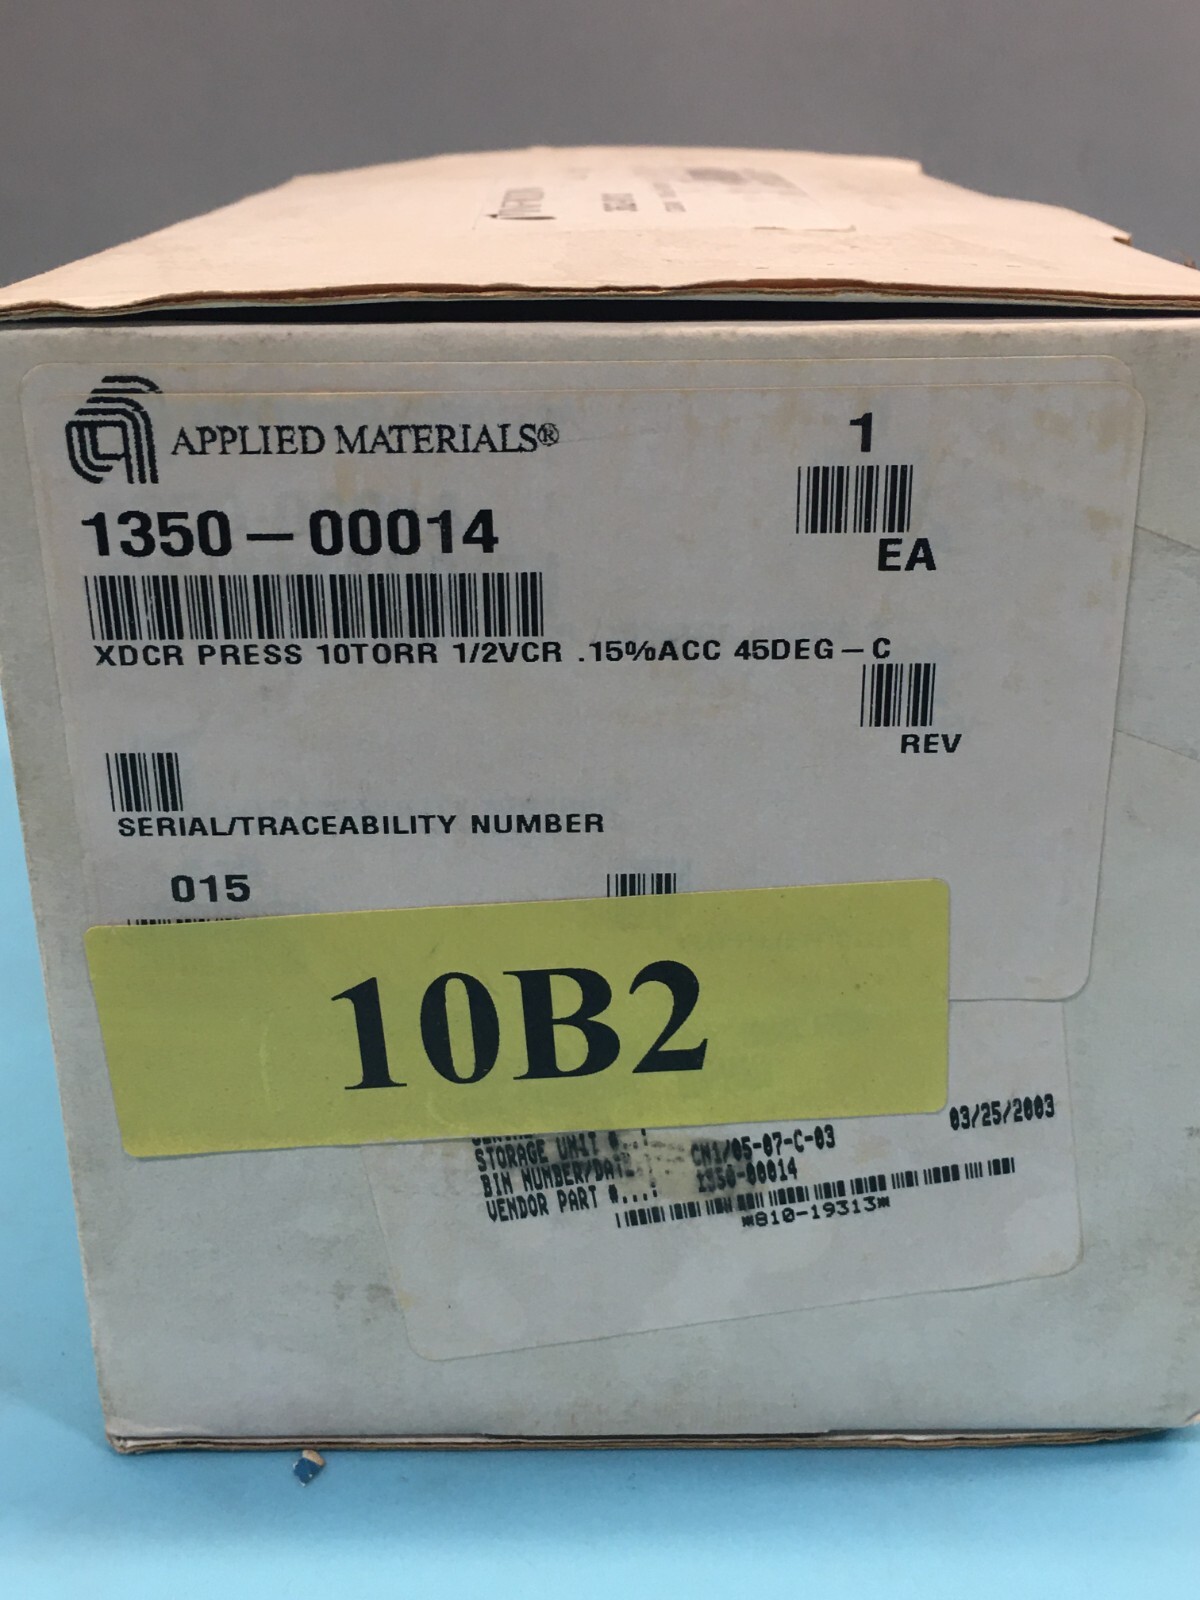 APPLIED MATERIALS®
1
1350-00014
EA
XDCR PRESS 10TORR 1/2VCR .15%ACC 45DEG-C
REV
SERIAL/TRACEABILITY NUMBER
015
10B2
03/25/2003
STORAGE UNIT #..:
CN1/05-07-C-03
BIN NUMBER/DATE.:
1350-00014
VENDOR PART #...:
*810-19313*